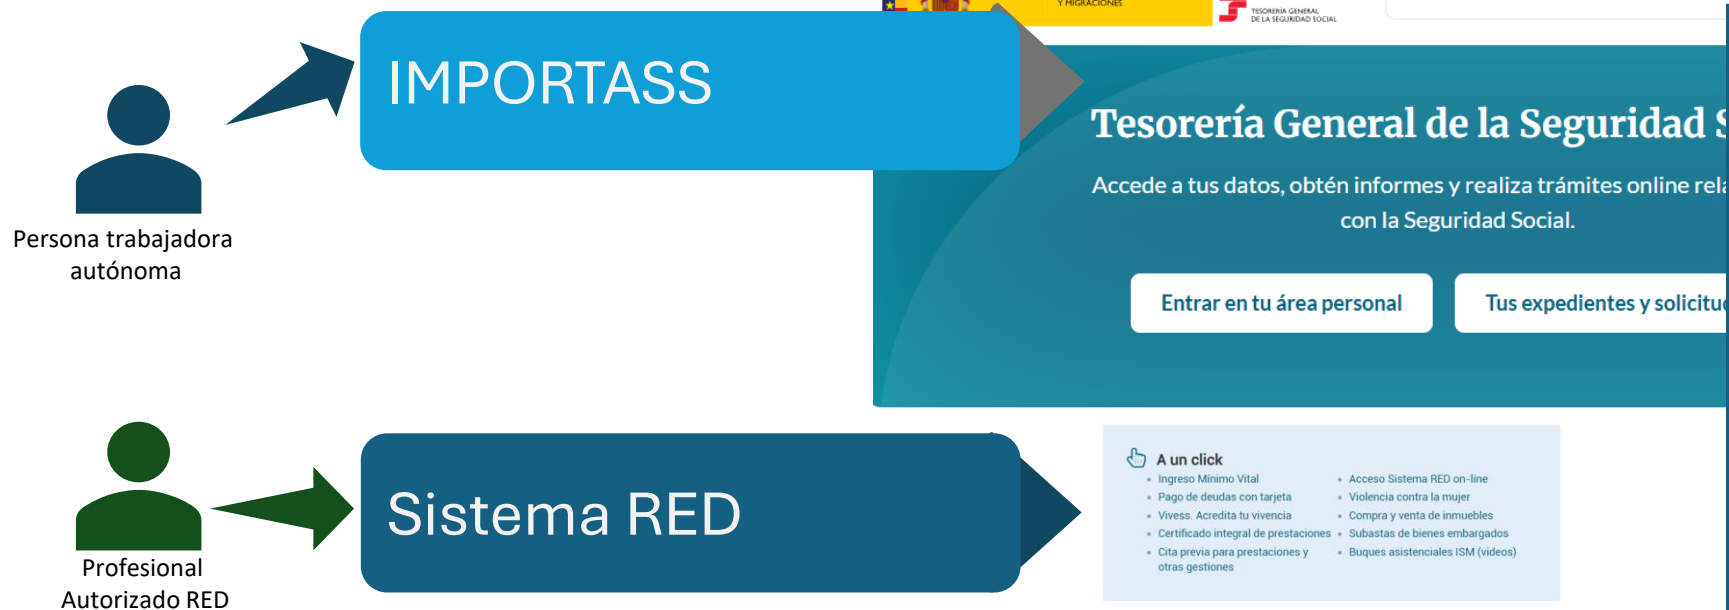 Y MIGRACIONES
TESORERÍA GENERAL
DE LA SEGURIDAD SOCIAL
IMPORTASS
Persona trabajadora
autónoma
Tesorería General de la Seguridad S
Accede a tus datos, obtén informes y realiza trámites online rela
con la Seguridad Social.
Entrar en tu área personal
Tus expedientes y solicitud
Sistema RED
Profesional
Autorizado RED
A un click
• Ingreso Mínimo Vital
• Pago de deudas con tarjeta
• Vivess. Acredita tu vivencia
• Certificado integral de prestaciones
• Cita previa para prestaciones y
otras gestiones
• Acceso Sistema RED on-line
• Violencia contra la mujer
• Compra y venta de inmuebles
• Subastas de bienes embargados
• Buques asistenciales ISM (videos)